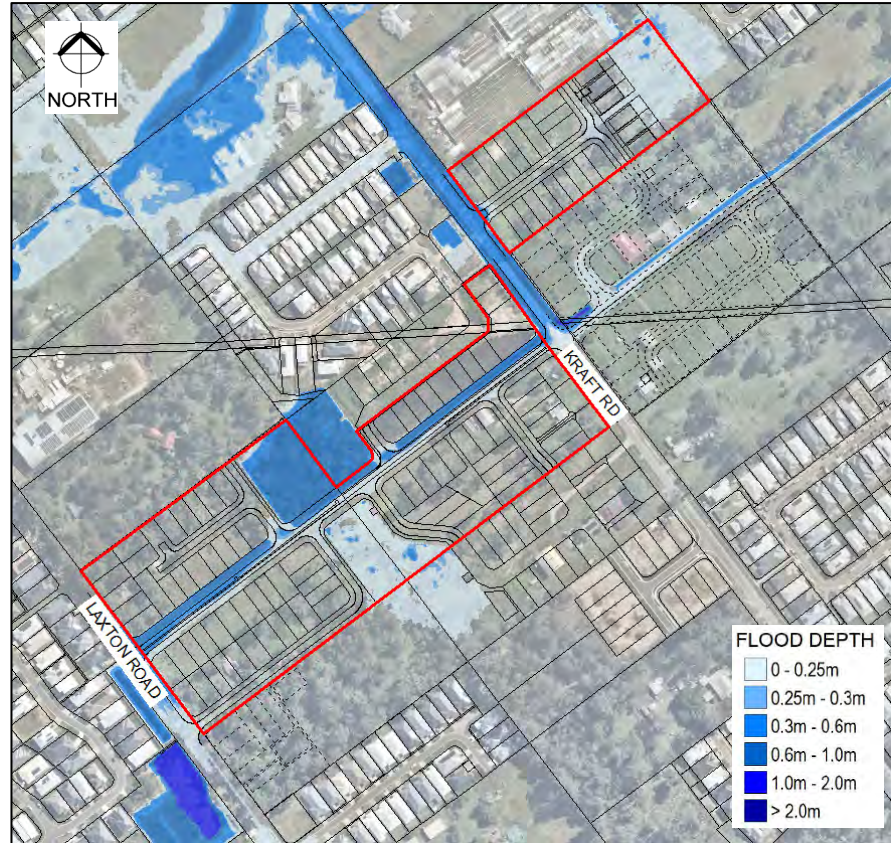 NORTH
KRAFT RD
LAXTON ROAD
FLOOD DEPTH
0 - 0.25m
0.25m - 0.3m
0.3m - 0.6m
0.6m - 1.0m
1.0m - 2.0m
> 2.0m